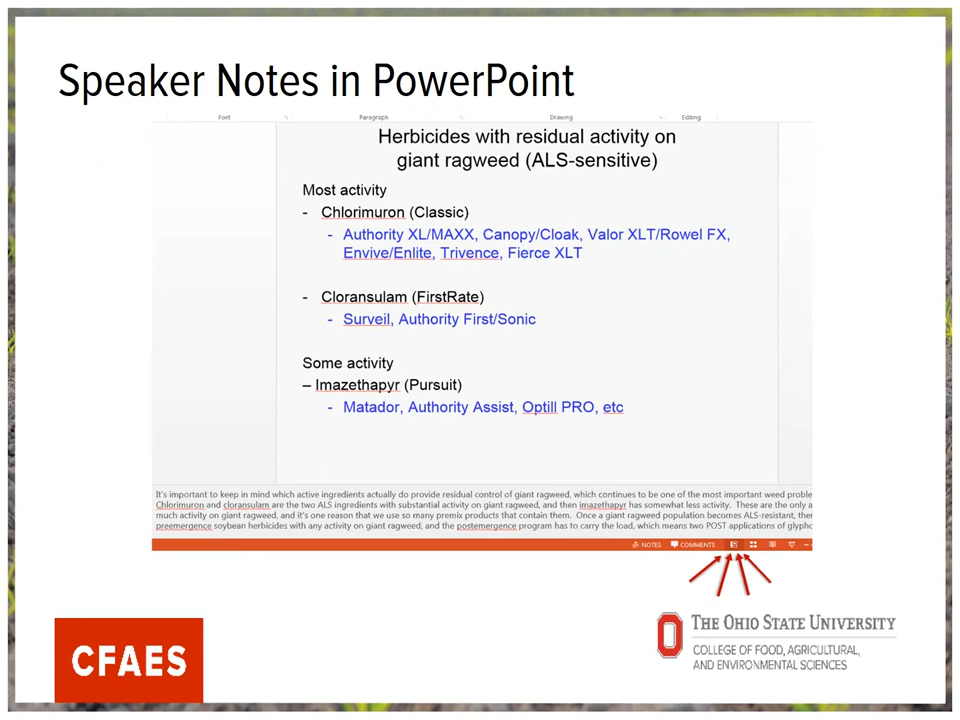 Speaker Notes in PowerPoint
Font Paragraph Drawing Editing
Herbicides with residual activity on
giant ragweed (ALS-sensitive)
Most activity
- Chlorimuron (Classic)
- Authority XL/MAXX, Canopy/Cloak, Valor XLT/Rowel FX,
Envive/Enlite, Trivence, Fierce XLT
- Cloransulam (FirstRate)
- Surveil, Authority First/Sonic
Some activity
– Imazethapyr (Pursuit)
- Matador, Authority Assist, Optill PRO, etc
It's important to keep in mind which active ingredients actually do provide residual control of giant ragweed, which continues to be one of the most important weed proble
Chlorimuron and cloransulam are the two ALS ingredients with substantial activity on giant ragweed, and then imazethapyr has somewhat less activity. These are the only a
much activity on giant ragweed, and it's one reason that we use so many premix products that contain them. Once a giant ragweed population becomes ALS-resistant, ther
preemergence soybean herbicides with any activity on giant ragweed, and the postemergence program has to carry the load, which means two POST applications of glypho
NOTES COMMENTS
CFAES
THE OHIO STATE UNIVERSITY
COLLEGE OF FOOD, AGRICULTURAL,
AND ENVIRONMENTAL SCIENCES